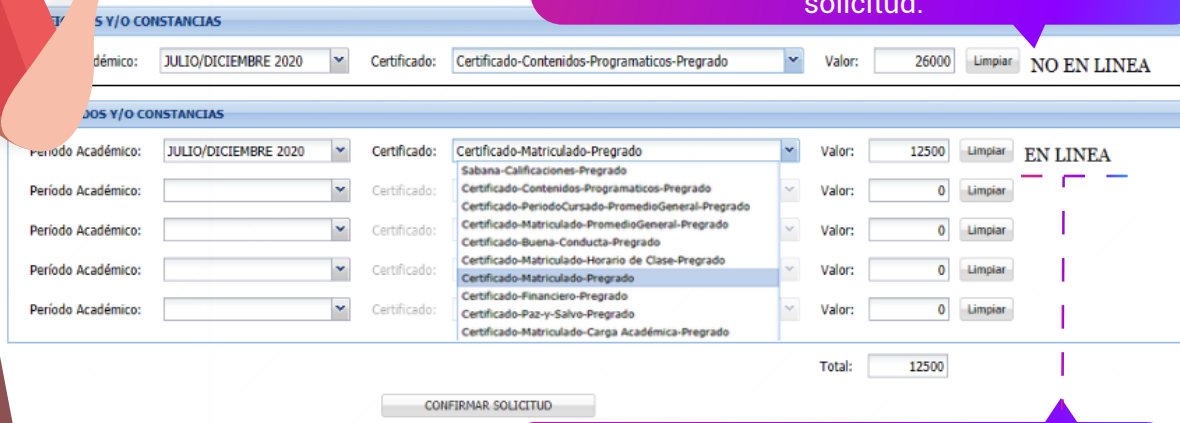 solicitud.
S Y/O CONSTANCIAS
démico: JULIO/DICIEMBRE 2020 Certificado: Certificado-Contenidos-Programaticos-Pregrado Valor: 26000 Limpiar NO EN LINEA
DOS Y/O CONSTANCIAS
Período Académico: JULIO/DICIEMBRE 2020 Certificado: Certificado-Matriculado-Pregrado Valor: 12500 Limpiar EN LINEA
Sabana-Calificaciones-Pregrado
Período Académico: Certificado: Certificado-Contenidos-Programaticos-Pregrado Valor: 0 Limpiar
Certificado-PeriodoCursado-PromedioGeneral-Pregrado
Período Académico: Certificado: Certificado-Matriculado-PromedioGeneral-Pregrado Valor: 0 Limpiar
Certificado-Buena-Conducta-Pregrado
Período Académico: Certificado: Certificado-Matriculado-Horario de Clase-Pregrado Valor: 0 Limpiar
Certificado-Matriculado-Pregrado
Certificado-Financiero-Pregrado
Período Académico: Certificado: Certificado-Paz-y-Salvo-Pregrado Valor: 0 Limpiar
Certificado-Matriculado-Carga Académica-Pregrado
Total: 12500
CONFIRMAR SOLICITUD